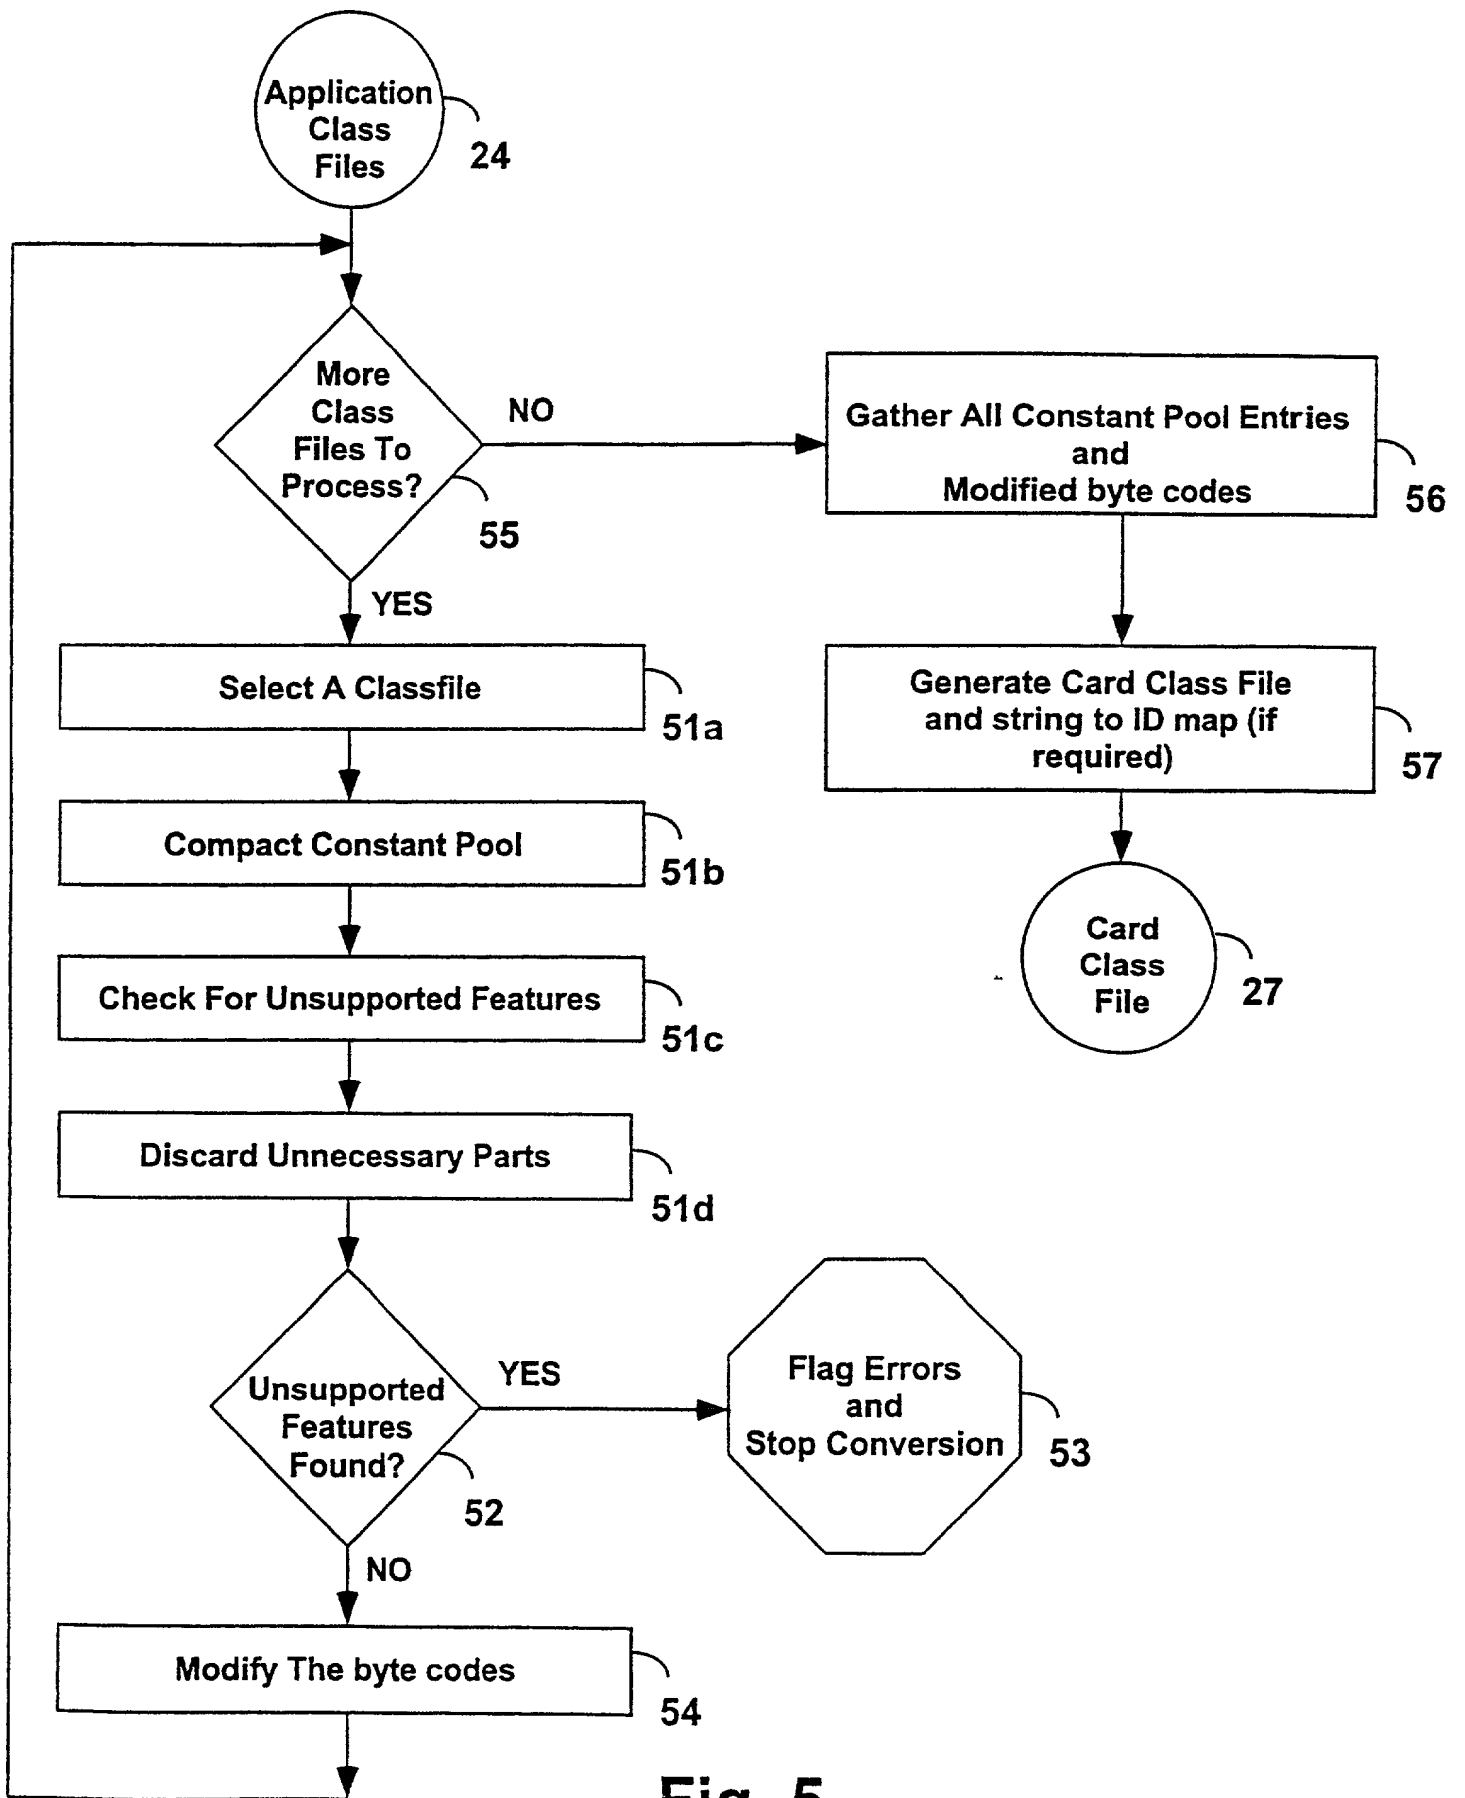 Application
Class
Files
24
More
Class
Files To
Process?
55
NO
YES
Gather All Constant Pool Entries
and
Modified byte codes
56
Select A Classfile
51a
Generate Card Class File
and string to ID map (if
required)
57
Compact Constant Pool
51b
Card
Class
File
27
Check For Unsupported Features
51c
Discard Unnecessary Parts
51d
Unsupported
Features
Found?
52
YES
Flag Errors
and
Stop Conversion
53
NO
Modify The byte codes
54
Fig. 5